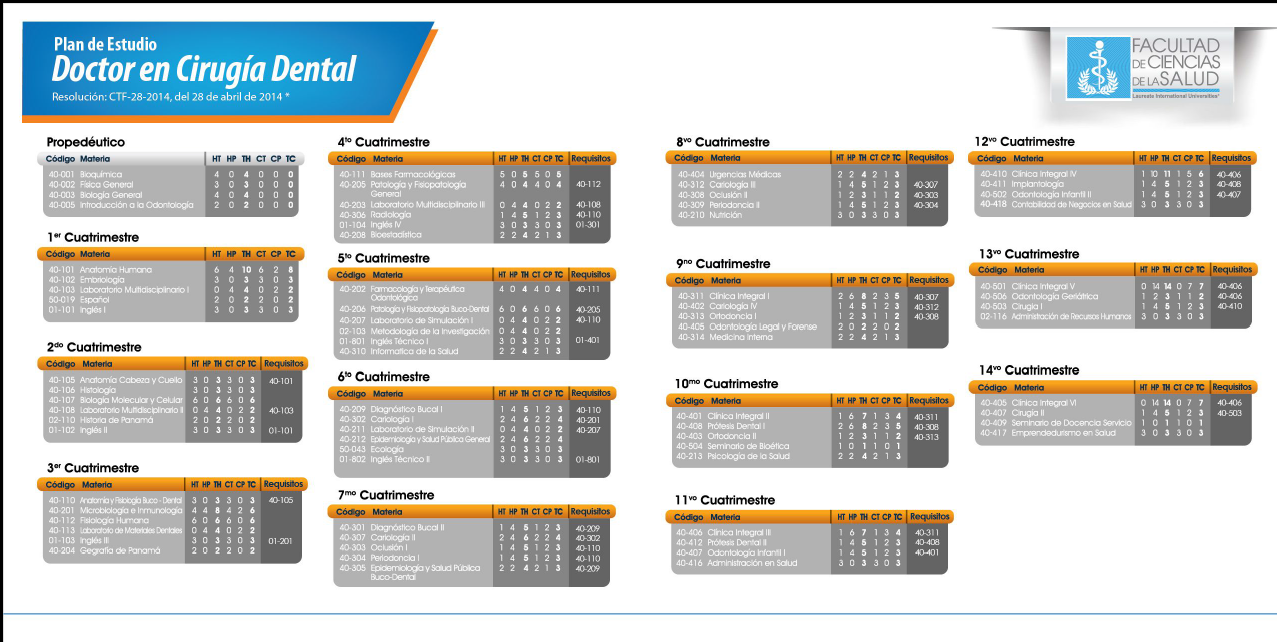 Plan de Estudio
Doctor en Cirugía Dental
Resolución: CTF-28-2014, del 28 de abril de 2014 *
FACULTAD
DE CIENCIAS
DE LA SALUD
Laureate International Universities®
Propedéutico
Código Materia HT HP TH CT CP TC
40-001 Bioquímica 4 0 4 0 0 0
40-002 Física General 3 0 3 0 0 0
40-003 Biología General 4 0 4 0 0 0
40-005 Introducción a la Odontología 2 0 2 0 0 0
1er Cuatrimestre
Código Materia HT HP TH CT CP TC
40-101 Anatomía Humana 6 4 10 6 2 8
40-102 Embriología 3 0 3 3 0 3
40-103 Laboratorio Multidisciplinario I 0 4 4 0 2 2
50-019 Español 2 0 2 2 0 2
01-101 Inglés I 3 0 3 3 0 3
2do Cuatrimestre
Código Materia HT HP TH CT CP TC Requisitos
40-105 Anatomía Cabeza y Cuello 3 0 3 3 0 3 40-101
40-106 Histología 3 0 3 3 0 3
40-107 Biología Molecular y Celular 6 0 6 6 0 6
40-108 Laboratorio Multidisciplinario II 0 4 4 0 2 2 40-103
02-110 Historia de Panamá 2 0 2 2 0 2
01-102 Inglés II 3 0 3 3 0 3 01-101
3er Cuatrimestre
Código Materia HT HP TH CT CP TC Requisitos
40-110 Anatomía y Fisiología Buco - Dental 3 0 3 3 0 3 40-105
40-201 Microbiología e Inmunología 4 4 8 4 2 6
40-112 Fisiología Humana 6 0 6 6 0 6
40-113 Laboratorio de Materiales Dentales 0 4 4 0 2 2
01-103 Inglés III 3 0 3 3 0 3 01-201
40-204 Gegrafía de Panamá 2 0 2 2 0 2
4to Cuatrimestre
Código Materia HT HP TH CT CP TC Requisitos
40-111 Bases Farmacológicas 5 0 5 5 0 5
40-205 Patología y Fisiopatología 4 0 4 4 0 4 40-112
General
40-203 Laboratorio Multidisciplinario III 0 4 4 0 2 2 40-108
40-306 Radiología 1 4 5 1 2 3 40-110
01-104 Inglés IV 3 0 3 3 0 3 01-301
40-208 Bioestadística 2 2 4 2 1 3
5to Cuatrimestre
Código Materia HT HP TH CT CP TC Requisitos
40-202 Farmacología y Terapéutica 4 0 4 4 0 4 40-111
Odontológica
40-206 Patología y Fisiopatología Buco-Dental 6 0 6 6 0 6 40-205
40-207 Laboratorio de Simulación I 0 4 4 0 2 2 40-110
02-103 Metodología de la Investigación 0 4 4 0 2 2
01-801 Inglés Técnico I 3 0 3 3 0 3 01-401
40-310 Informatica de la Salud 2 2 4 2 1 3
6to Cuatrimestre
Código Materia HT HP TH CT CP TC Requisitos
40-209 Diagnóstico Bucal I 1 4 5 1 2 3 40-110
40-302 Cariología I 2 4 6 2 2 4 40-201
40-211 Laboratorio de Simulación II 0 4 4 0 2 2 40-207
40-212 Epidemiología y Salud Pública General 2 4 6 2 2 4
50-043 Ecología 3 0 3 3 0 3
01-802 Inglés Técnico II 3 0 3 3 0 3 01-801
7mo Cuatrimestre
Código Materia HT HP TH CT CP TC Requisitos
40-301 Diagnóstico Bucal II 1 4 5 1 2 3 40-209
40-307 Cariología II 2 4 6 2 2 4 40-302
40-303 Oclusión I 1 4 5 1 2 3 40-110
40-304 Periodoncia I 1 4 5 1 2 3 40-110
40-305 Epidemiología y Salud Pública 2 2 4 2 1 3 40-209
Buco-Dental
8vo Cuatrimestre
Código Materia HT HP TH CT CP TC Requisitos
40-404 Urgencias Médicas 2 2 4 2 1 3
40-312 Cariología III 1 4 5 1 2 3 40-307
40-308 Oclusión II 1 2 3 1 1 2 40-303
40-309 Periodoncia II 1 4 5 1 2 3 40-304
40-210 Nutrición 3 0 3 3 0 3
9no Cuatrimestre
Código Materia HT HP TH CT CP TC Requisitos
40-311 Clínica Integral I 2 6 8 2 3 5 40-307
40-402 Cariología IV 1 4 5 1 2 3 40-312
40-313 Ortodoncia I 1 2 3 1 1 2 40-308
40-405 Odontología Legal y Forense 2 0 2 2 0 2
40-314 Medicina Interna 2 2 4 2 1 3
10mo Cuatrimestre
Código Materia HT HP TH CT CP TC Requisitos
40-401 Clínica Integral II 1 6 7 1 3 4 40-311
40-408 Prótesis Dental I 2 6 8 2 3 5 40-308
40-403 Ortodoncia II 1 2 3 1 1 2 40-313
40-504 Seminario de Bioética 1 0 1 1 0 1
40-213 Psicología de la Salud 2 2 4 2 1 3
11vo Cuatrimestre
Código Materia HT HP TH CT CP TC Requisitos
40-406 Clínica Integral III 1 6 7 1 3 4 40-311
40-412 Prótesis Dental II 1 4 5 1 2 3 40-408
40-407 Odontología Infantil I 1 4 5 1 2 3 40-401
40-416 Administración en Salud 3 0 3 3 0 3
12vo Cuatrimestre
Código Materia HT HP TH CT CP TC Requisitos
40-410 Clínica Integral IV 1 10 11 1 5 6 40-406
40-411 Implantología 1 4 5 1 2 3 40-408
40-502 Odontología Infantil II 1 4 5 1 2 3 40-407
40-418 Contabilidad de Negocios en Salud 3 0 3 3 0 3
13vo Cuatrimestre
Código Materia HT HP TH CT CP TC Requisitos
40-501 Clínica Integral V 0 14 14 0 7 7 40-406
40-506 Odontología Geriátrica 1 2 3 1 1 2 40-406
40-503 Cirugía I 1 4 5 1 2 3 40-410
02-116 Administración de Recursos Humanos 3 0 3 3 0 3
14vo Cuatrimestre
Código Materia HT HP TH CT CP TC Requisitos
40-405 Clínica Integral VI 0 14 14 0 7 7 40-406
40-407 Cirugía II 1 4 5 1 2 3 40-503
40-409 Seminario de Docencia Servicio 1 0 1 1 0 1
40-417 Emprendedurismo en Salud 3 0 3 3 0 3